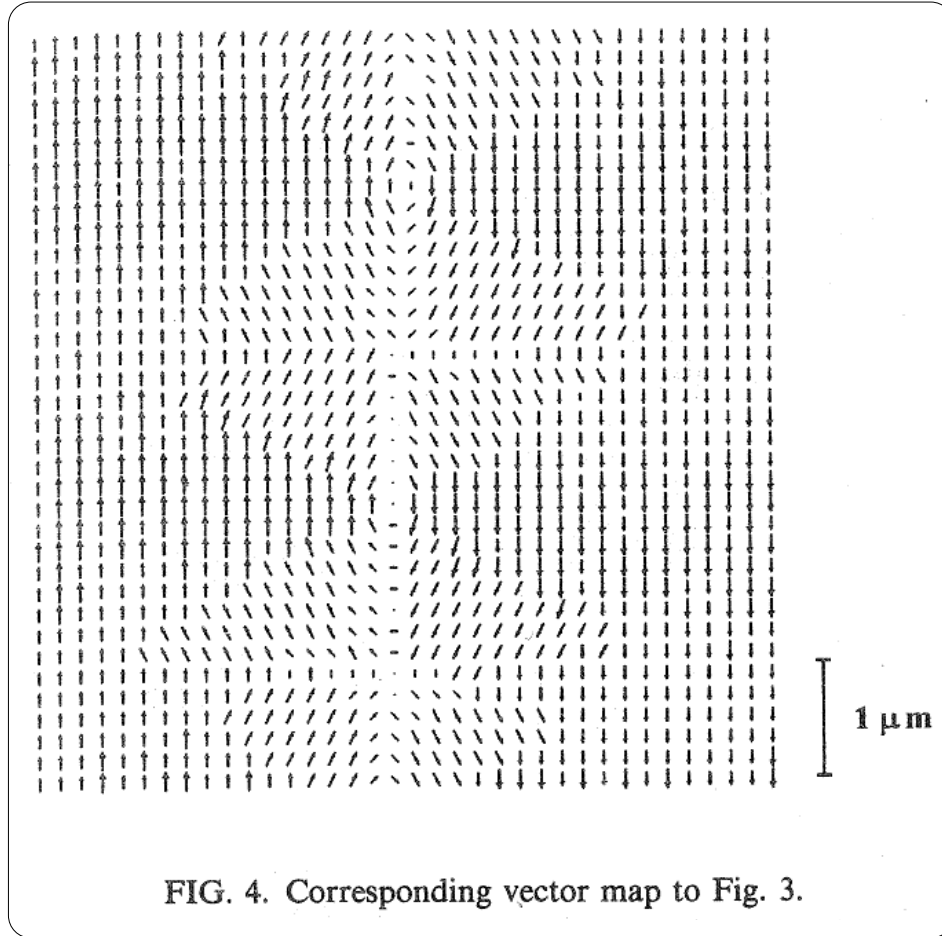 1 μm
FIG. 4. Corresponding vector map to Fig. 3.